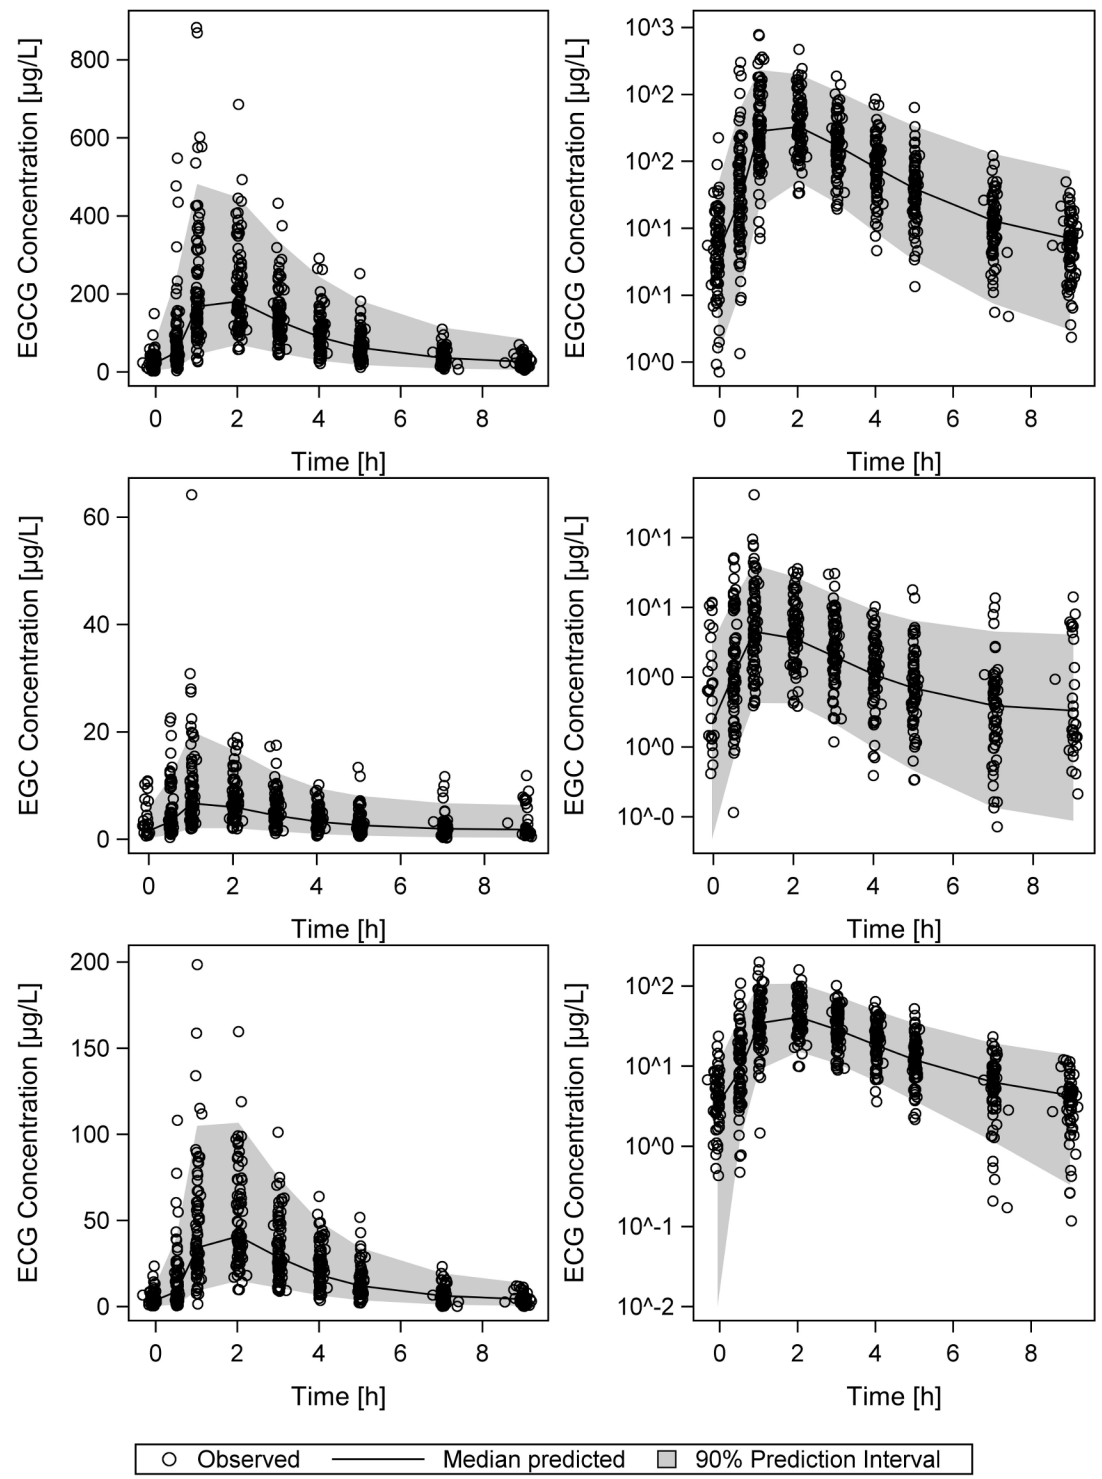 EGCG Concentration [µg/L]
800
600
400
200
0
0 2 4 6 8
Time [h]
EGCG Concentration [µg/L]
10^3
10^2
10^2
10^1
10^1
10^0
0 2 4 6 8
Time [h]
EGC Concentration [µg/L]
60
40
20
0
0 2 4 6 8
Time [h]
EGC Concentration [µg/L]
10^1
10^1
10^0
10^0
10^-0
0 2 4 6 8
Time [h]
ECG Concentration [µg/L]
200
150
100
50
0
0 2 4 6 8
Time [h]
ECG Concentration [µg/L]
10^2
10^1
10^0
10^-1
10^-2
0 2 4 6 8
Time [h]
Observed Median predicted 90% Prediction Interval